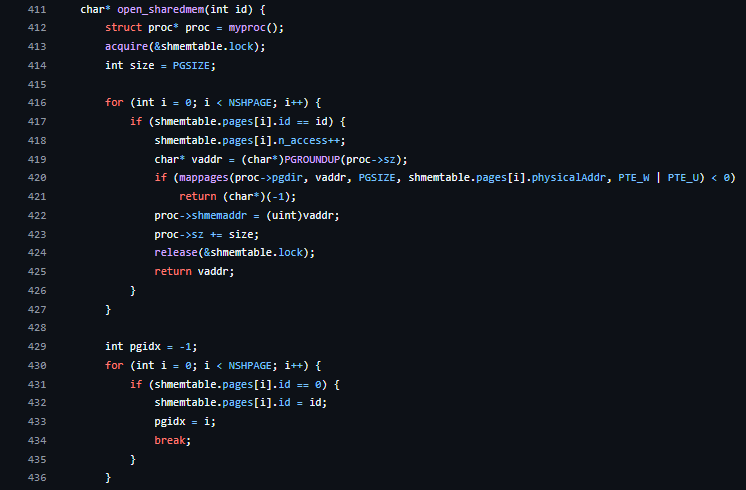 411 char* open_sharedmem(int id) {
412     struct proc* proc = myproc();
413     acquire(&shmemtable.lock);
414     int size = PGSIZE;
415
416     for (int i = 0; i < NSHPAGE; i++) {
417         if (shmemtable.pages[i].id == id) {
418             shmemtable.pages[i].n_access++;
419             char* vaddr = (char*)PGROUNDUP(proc->sz);
420             if (mappages(proc->pgdir, vaddr, PGSIZE, shmemtable.pages[i].physicalAddr, PTE_W | PTE_U) < 0)
421                 return (char*)(-1);
422             proc->shmemaddr = (uint)vaddr;
423             proc->sz += size;
424             release(&shmemtable.lock);
425             return vaddr;
426         }
427     }
428
429     int pgidx = -1;
430     for (int i = 0; i < NSHPAGE; i++) {
431         if (shmemtable.pages[i].id == 0) {
432             shmemtable.pages[i].id = id;
433             pgidx = i;
434             break;
435         }
436     }